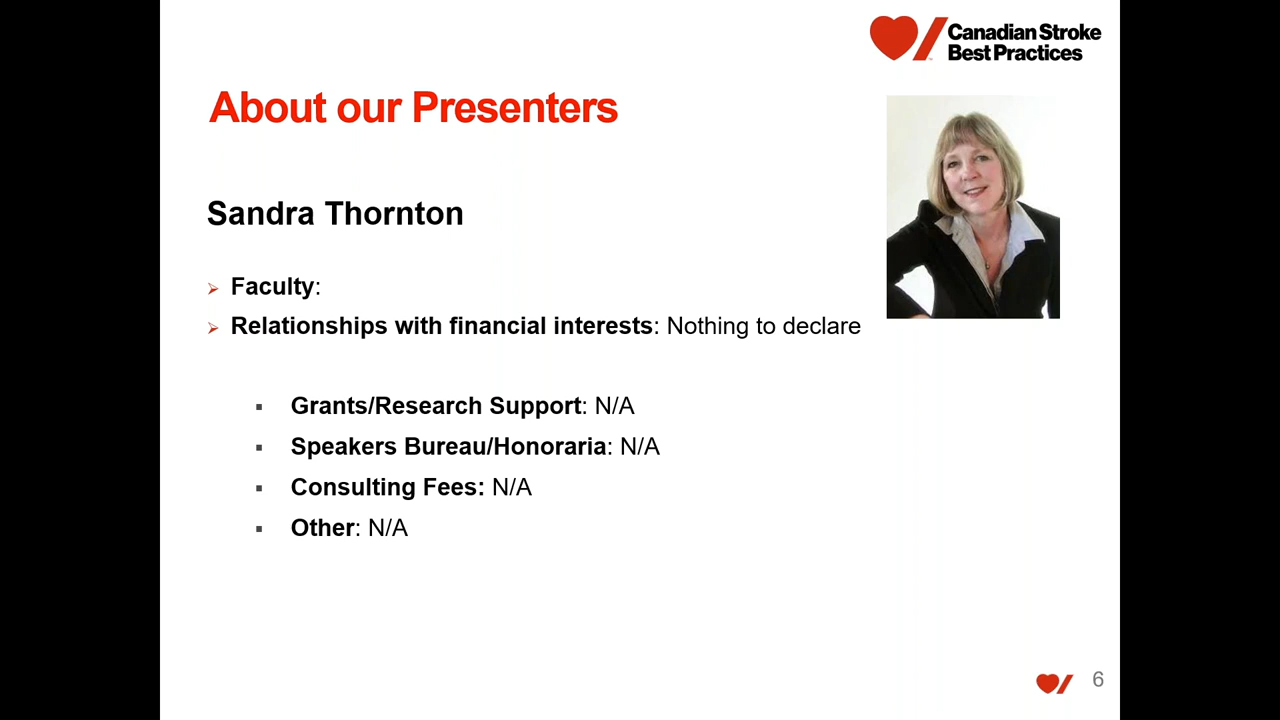 Canadian Stroke
Best Practices
About our Presenters
Sandra Thornton
Faculty:
Relationships with financial interests: Nothing to declare
Grants/Research Support: N/A
Speakers Bureau/Honoraria: N/A
Consulting Fees: N/A
Other: N/A
6